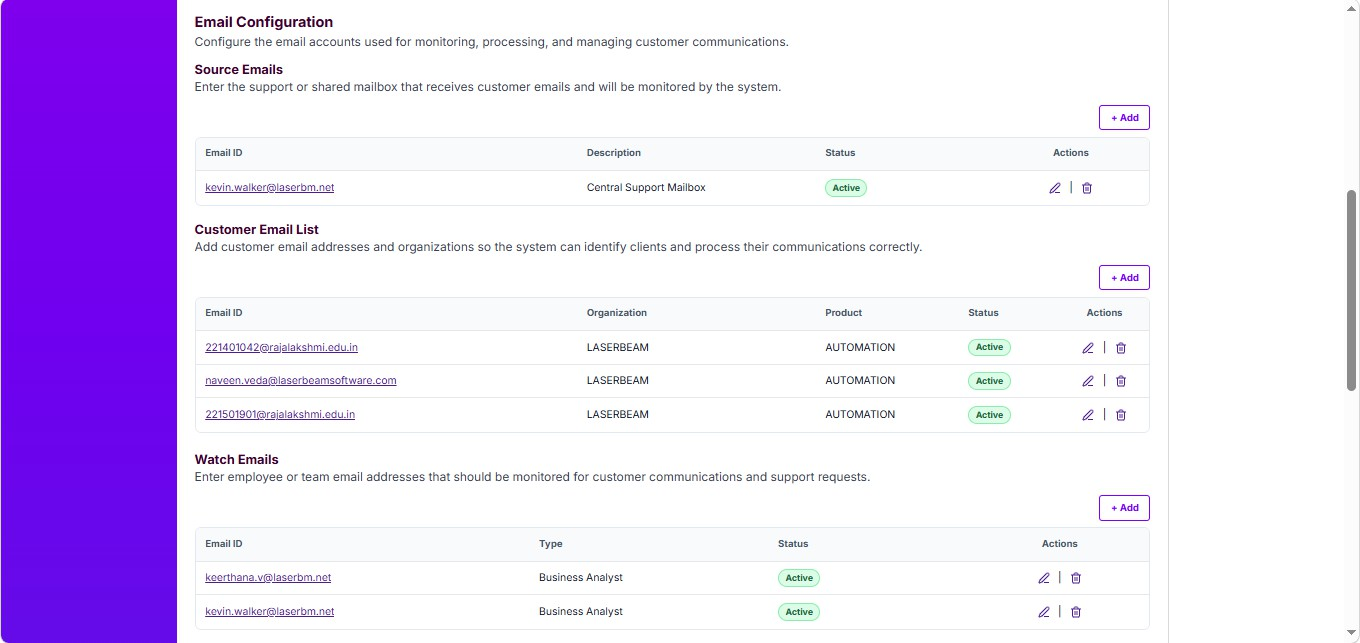 Email Configuration
Configure the email accounts used for monitoring, processing, and managing customer communications.
Source Emails
Enter the support or shared mailbox that receives customer emails and will be monitored by the system.
+ Add
Email ID Description Status Actions
kevin.walker@laserbm.net Central Support Mailbox Active |
Customer Email List
Add customer email addresses and organizations so the system can identify clients and process their communications correctly.
+ Add
Email ID Organization Product Status Actions
221401042@rajalakshmi.edu.in LASERBEAM AUTOMATION Active |
naveen.veda@laserbeamsoftware.com LASERBEAM AUTOMATION Active |
221501901@rajalakshmi.edu.in LASERBEAM AUTOMATION Active |
Watch Emails
Enter employee or team email addresses that should be monitored for customer communications and support requests.
+ Add
Email ID Type Status Actions
keerthana.v@laserbm.net Business Analyst Active |
kevin.walker@laserbm.net Business Analyst Active |